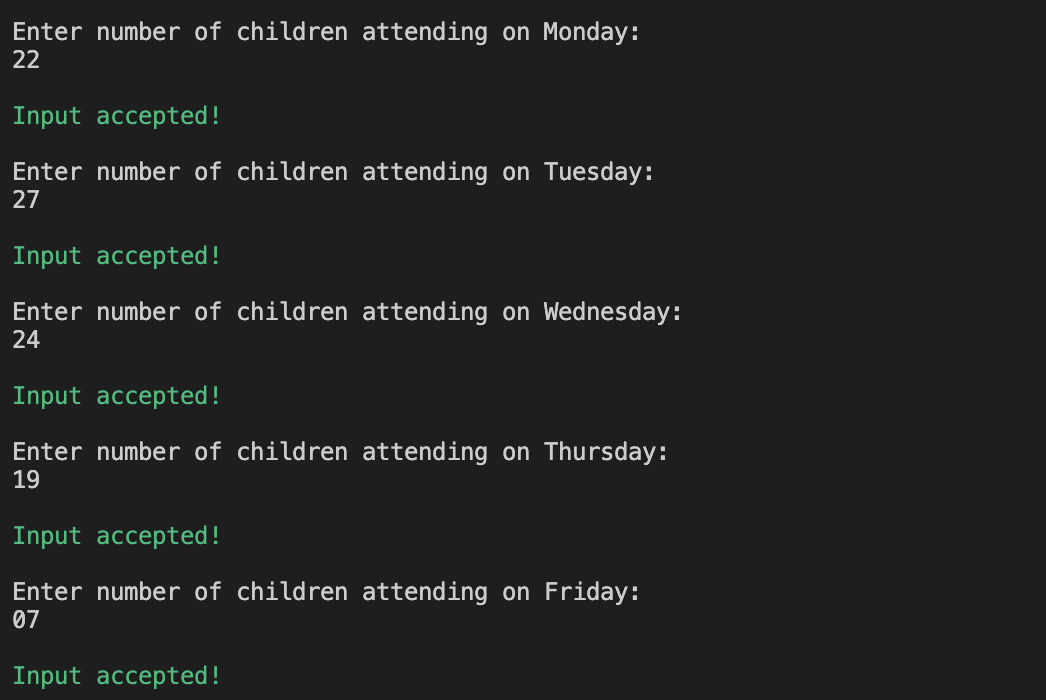 Enter number of children attending on Monday:
22
Input accepted!
Enter number of children attending on Tuesday:
27
Input accepted!
Enter number of children attending on Wednesday:
24
Input accepted!
Enter number of children attending on Thursday:
19
Input accepted!
Enter number of children attending on Friday:
07
Input accepted!